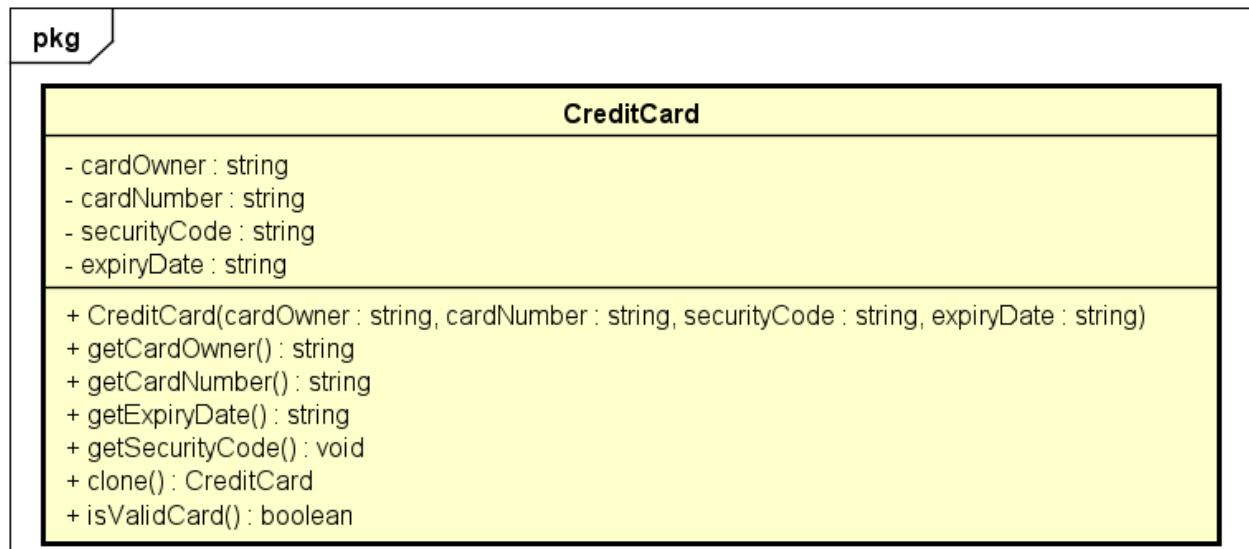 pkg
CreditCard
- cardOwner : string
- cardNumber : string
- securityCode : string
- expiryDate : string
+ CreditCard(cardOwner : string, cardNumber : string, securityCode : string, expiryDate : string)
+ getCardOwner() : string
+ getCardNumber() : string
+ getExpiryDate() : string
+ getSecurityCode() : void
+ clone() : CreditCard
+ isValidCard() : boolean